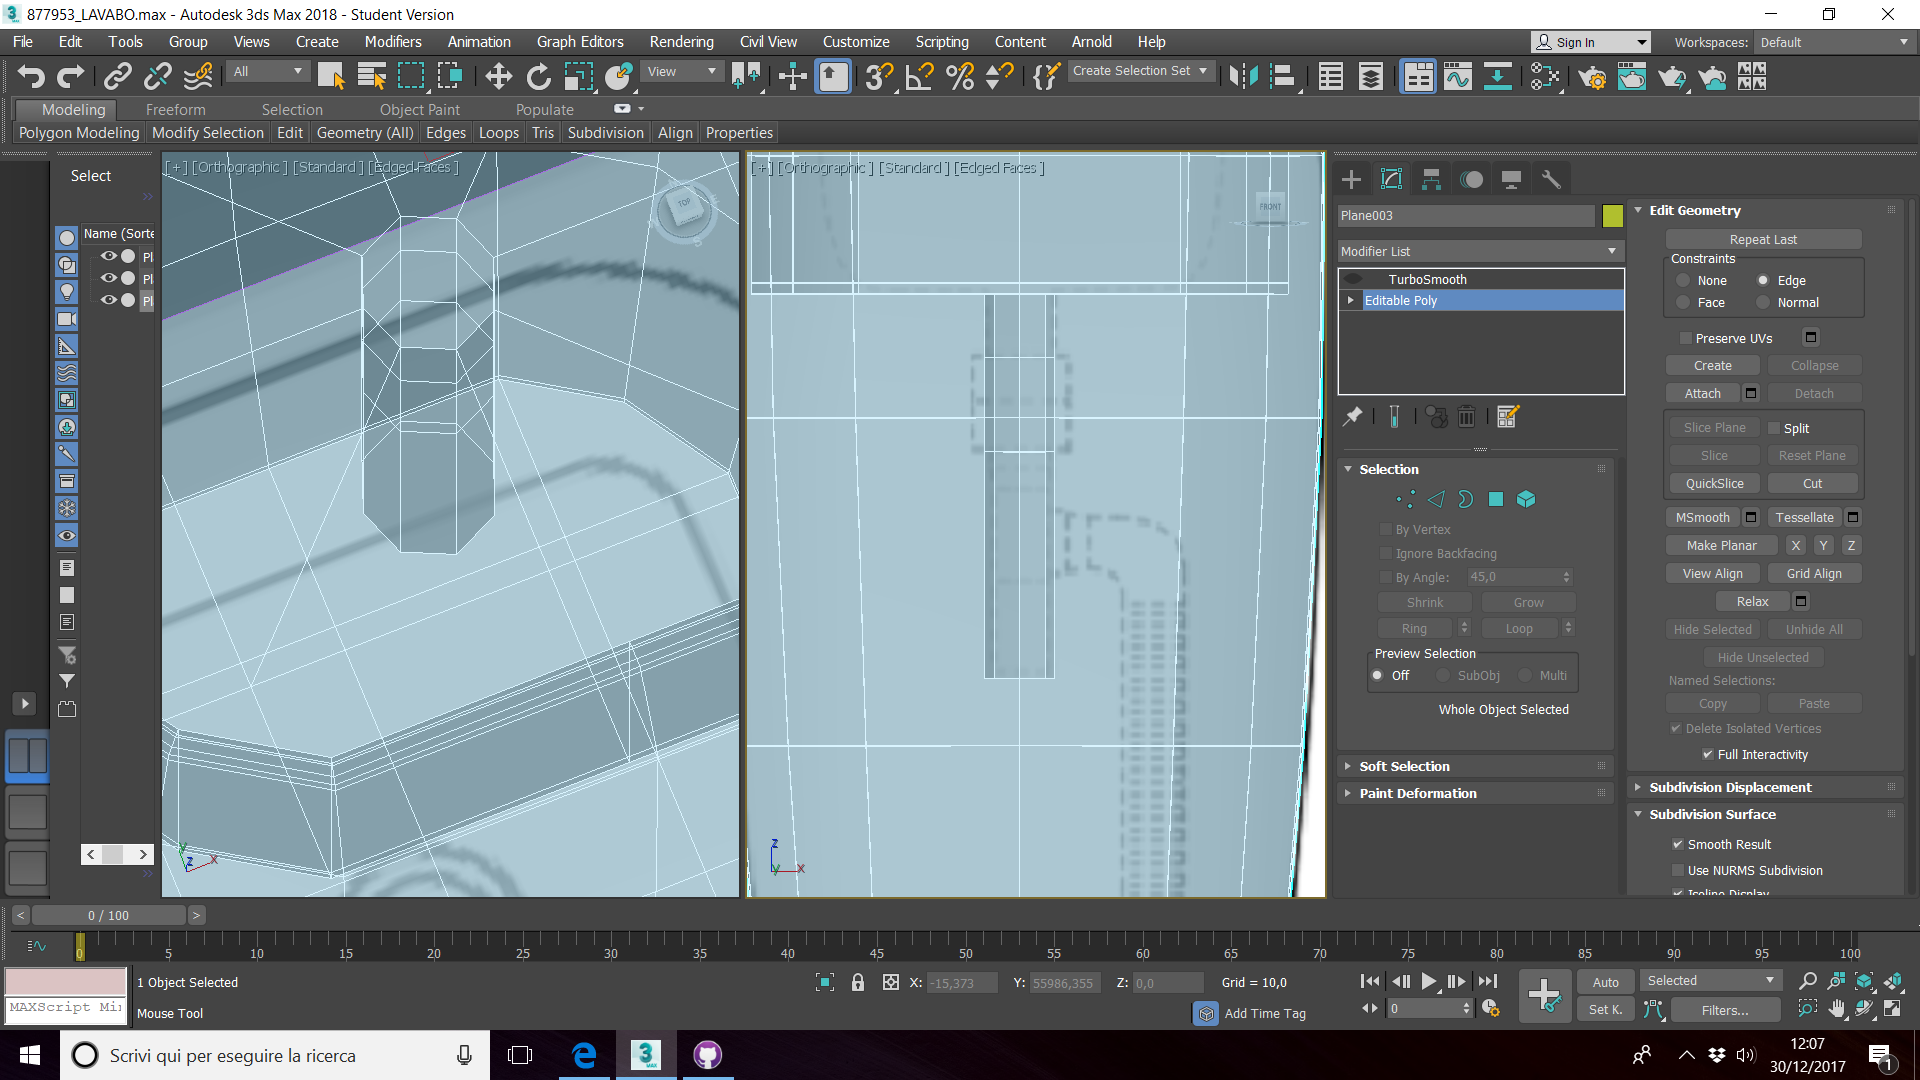 877953_LAVABO.max - Autodesk 3ds Max 2018 - Student Version
File Edit Tools Group Views Create Modifiers Animation Graph Editors Rendering Civil View Customize Scripting Content Arnold Help
Sign In
Workspaces: Default
All
View
Create Selection Set
Modeling Freeform Selection Object Paint Populate
Polygon Modeling Modify Selection Edit Geometry (All) Edges Loops Tris Subdivision Align Properties
Select
Name (Sorte
Pl
Pl
Pl
[+] [Orthographic ] [Standard ] [Edged Faces ]
TOP
S
[+] [Orthographic ] [Standard ] [Edged Faces ]
FRONT
z
x
y
z
x
y
Plane003
Modifier List
TurboSmooth
Editable Poly
Selection
By Vertex
Ignore Backfacing
By Angle: 45,0
Shrink Grow
Ring Loop
Preview Selection
Off SubObj Multi
Whole Object Selected
Soft Selection
Paint Deformation
Edit Geometry
Repeat Last
Constraints
None Edge
Face Normal
Preserve UVs
Create Collapse
Attach Detach
Slice Plane Split
Slice Reset Plane
QuickSlice Cut
MSmooth Tessellate
Make Planar X Y Z
View Align Grid Align
Relax
Hide Selected Unhide All
Hide Unselected
Named Selections:
Copy Paste
Delete Isolated Vertices
Full Interactivity
Subdivision Displacement
Subdivision Surface
Smooth Result
Use NURMS Subdivision
Isoline Display
< 0 / 100 >
0 5 10 15 20 25 30 35 40 45 50 55 60 65 70 75 80 85 90 95 100
1 Object Selected
X: -15,373 Y: 55986,355 Z: 0,0 Grid = 10,0
Auto Selected
MAXScript Mi
Mouse Tool
Add Time Tag
0
Set K. Filters...
Scrivi qui per eseguire la ricerca
3
MAX
12:07
30/12/2017
1